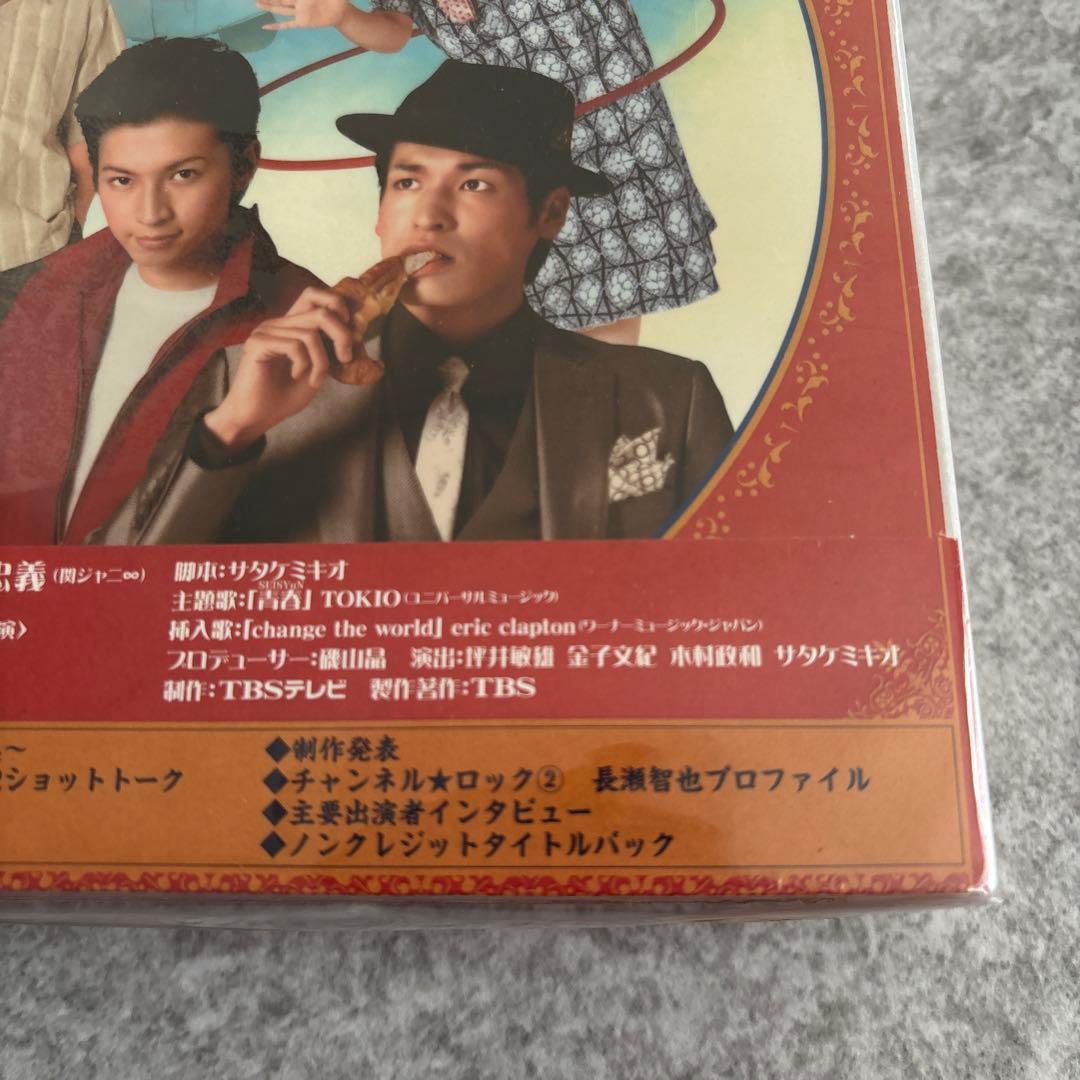 忠義(関ジャニ∞) 脚本:サタケミキオ
SEISYuN
主題歌:「青春」TOKIO(ユニバーサルミュージック)
演〉 挿入歌:「change the world」eric clapton(ワーナーミュージック・ジャパン)
プロデューサー:磯山晶 演出:坪井敏雄 金子文紀 木村政和 サタケミキオ
制作:TBSテレビ 製作著作:TBS
〜 ◆制作発表
ショットトーク ◆チャンネル★ロック② 長瀬智也プロファイル
◆主要出演者インタビュー
◆ノンクレジットタイトルバック